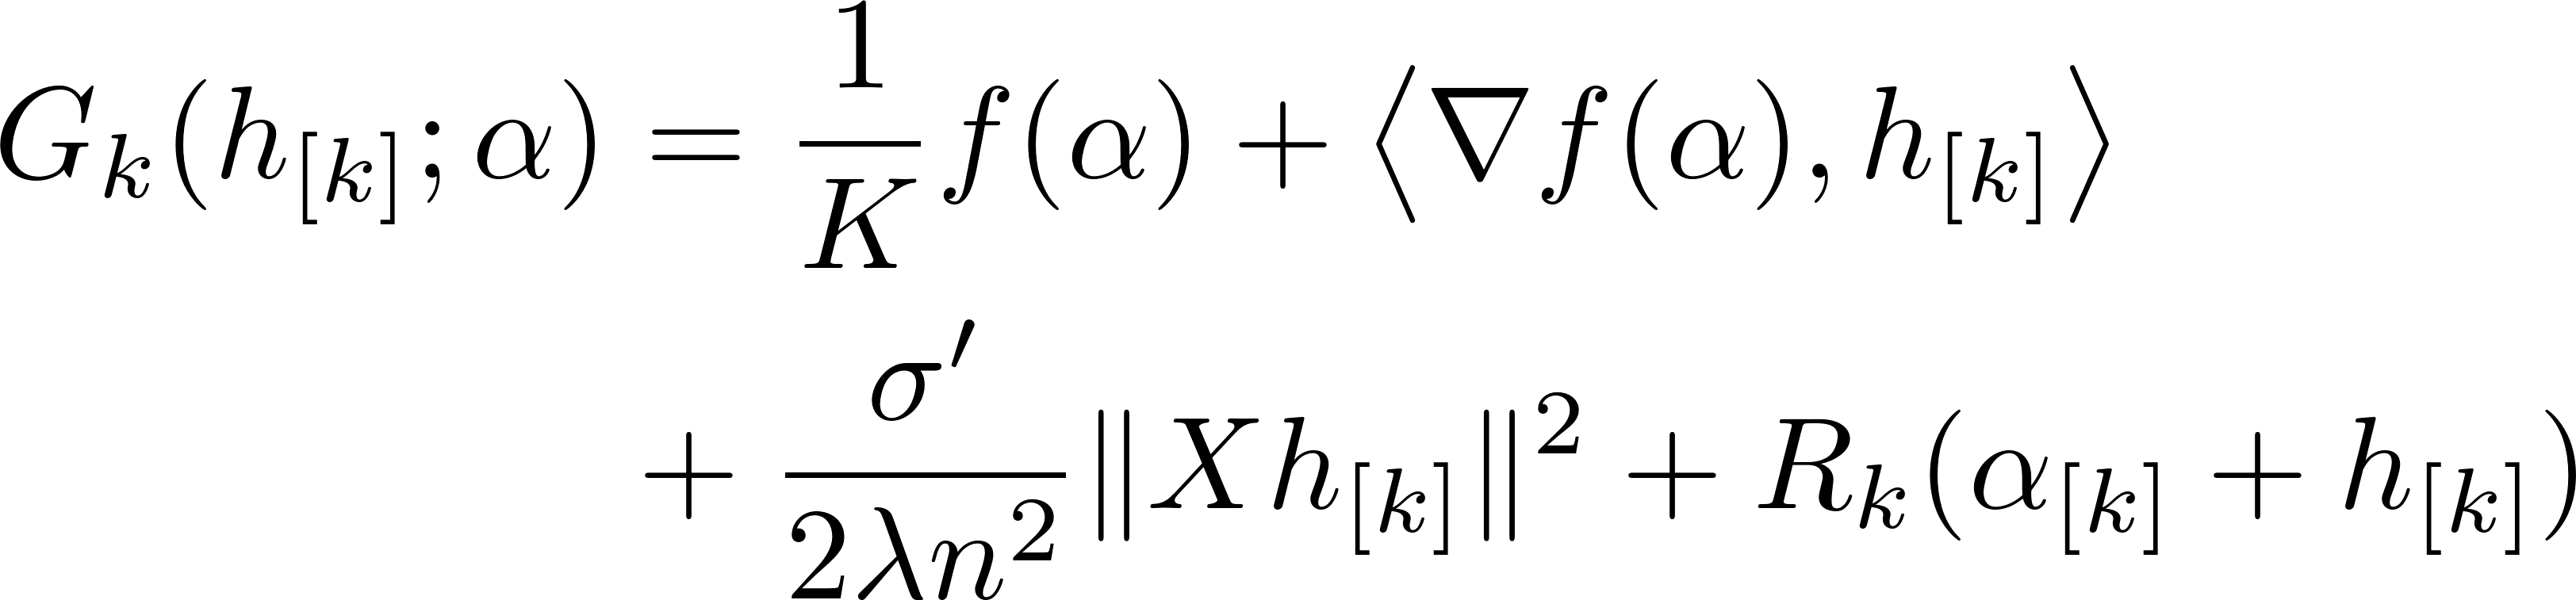 G_k(h_{[k]}; α) = \frac{1}{K} f(α) + ⟨∇f(α), h_{[k]}⟩
+ \frac{σ′}{2λn^2} ‖Xh_{[k]}‖^2 + R_k(α_{[k]} + h_{[k]})